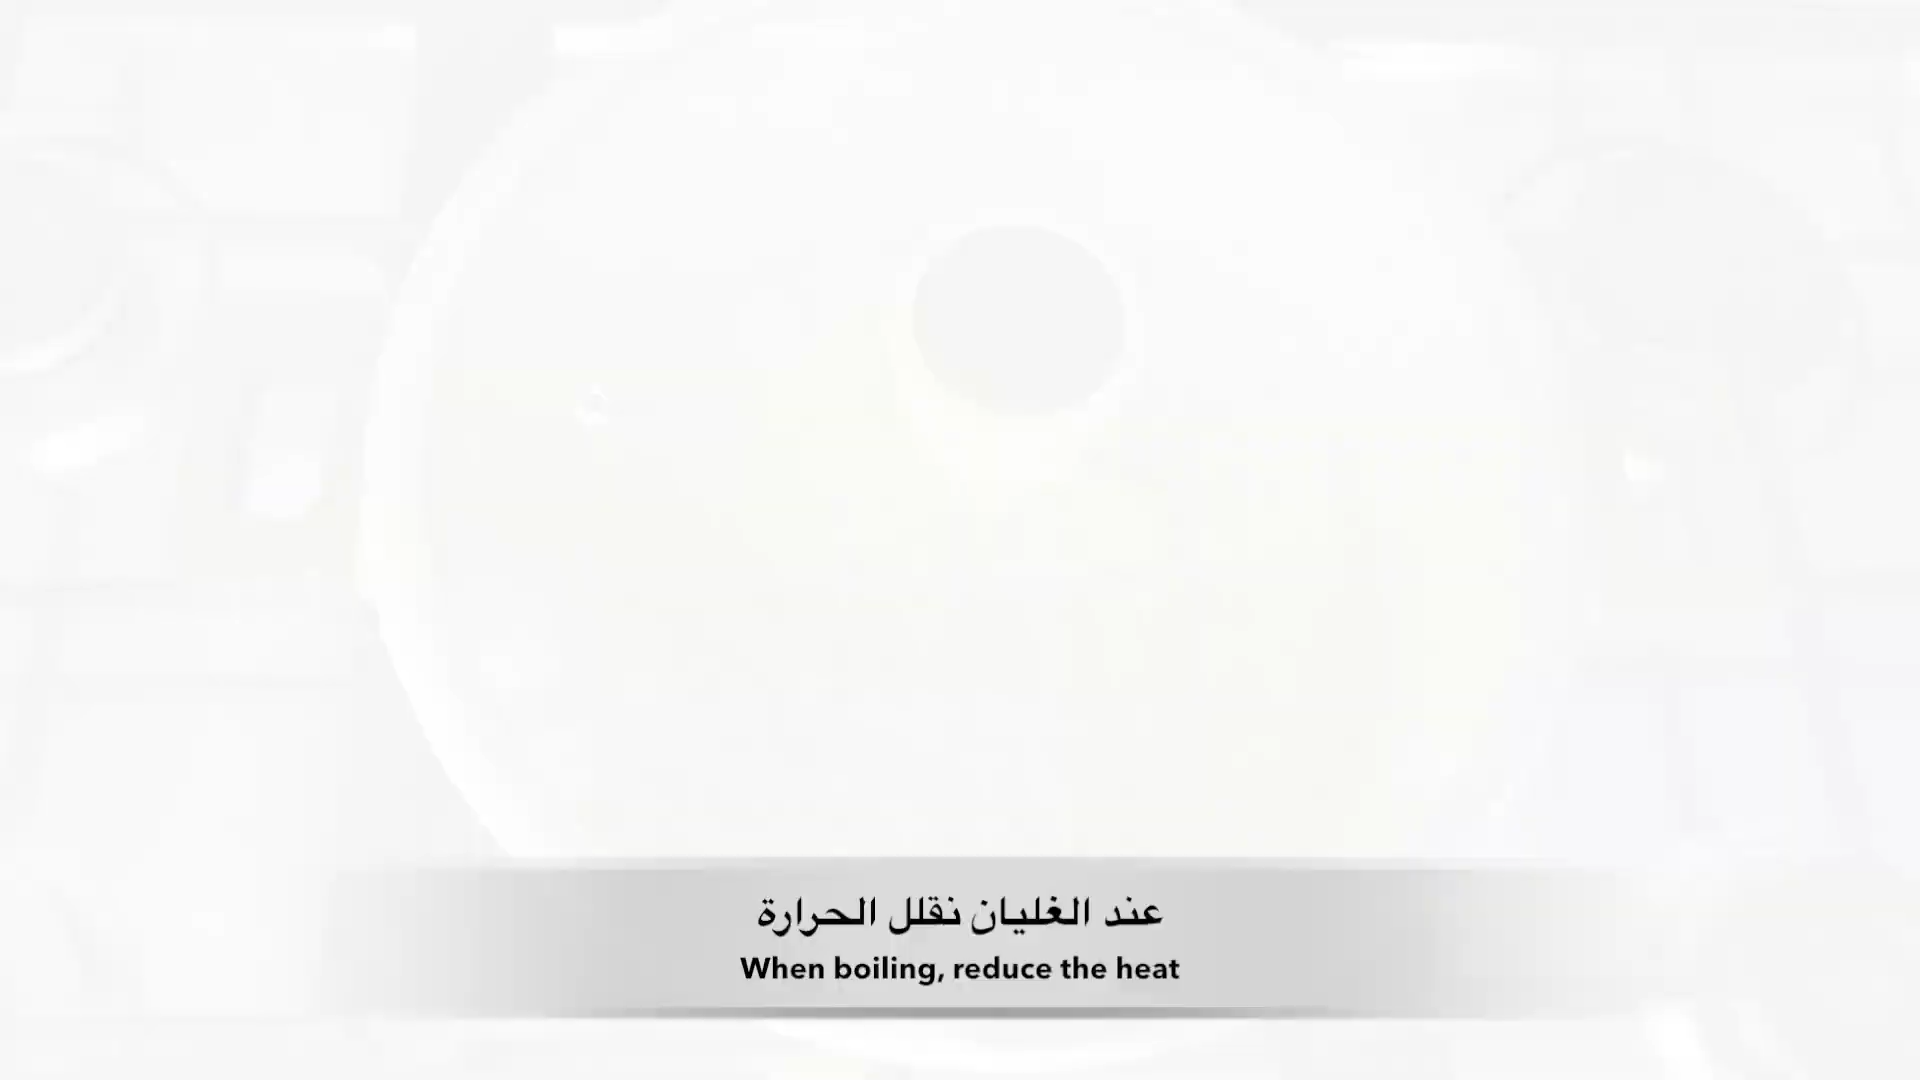 عند الغليان نقلل الحرارة
When boiling, reduce the heat